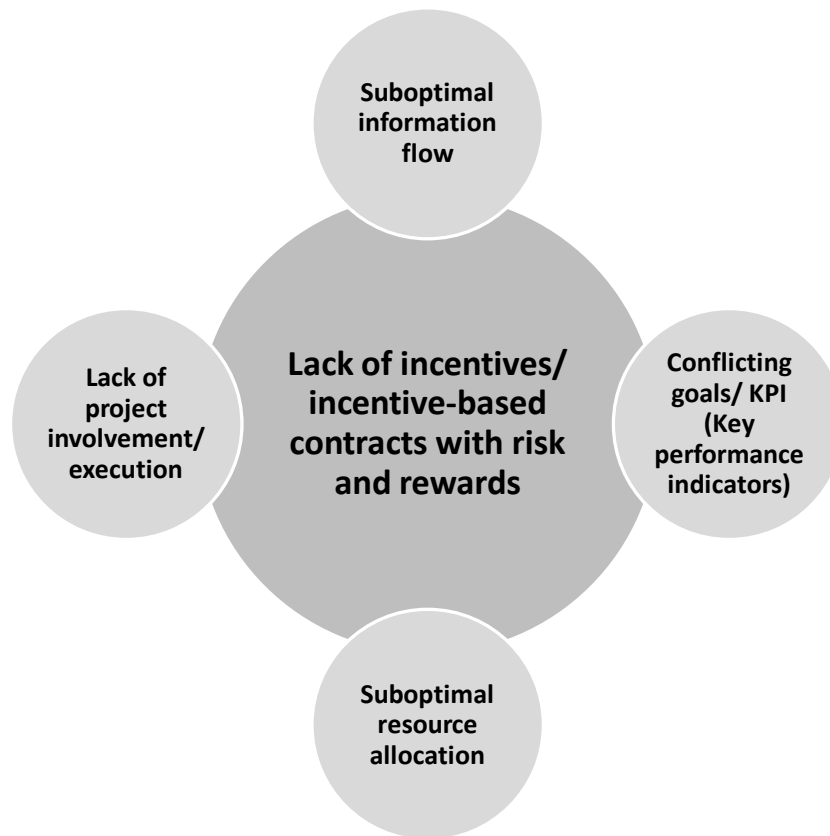 Suboptimal
information
flow
Lack of
project
involvement/
execution
Lack of incentives/
incentive-based
contracts with risk
and rewards
Conflicting
goals/ KPI
(Key
performance
indicators)
Suboptimal
resource
allocation